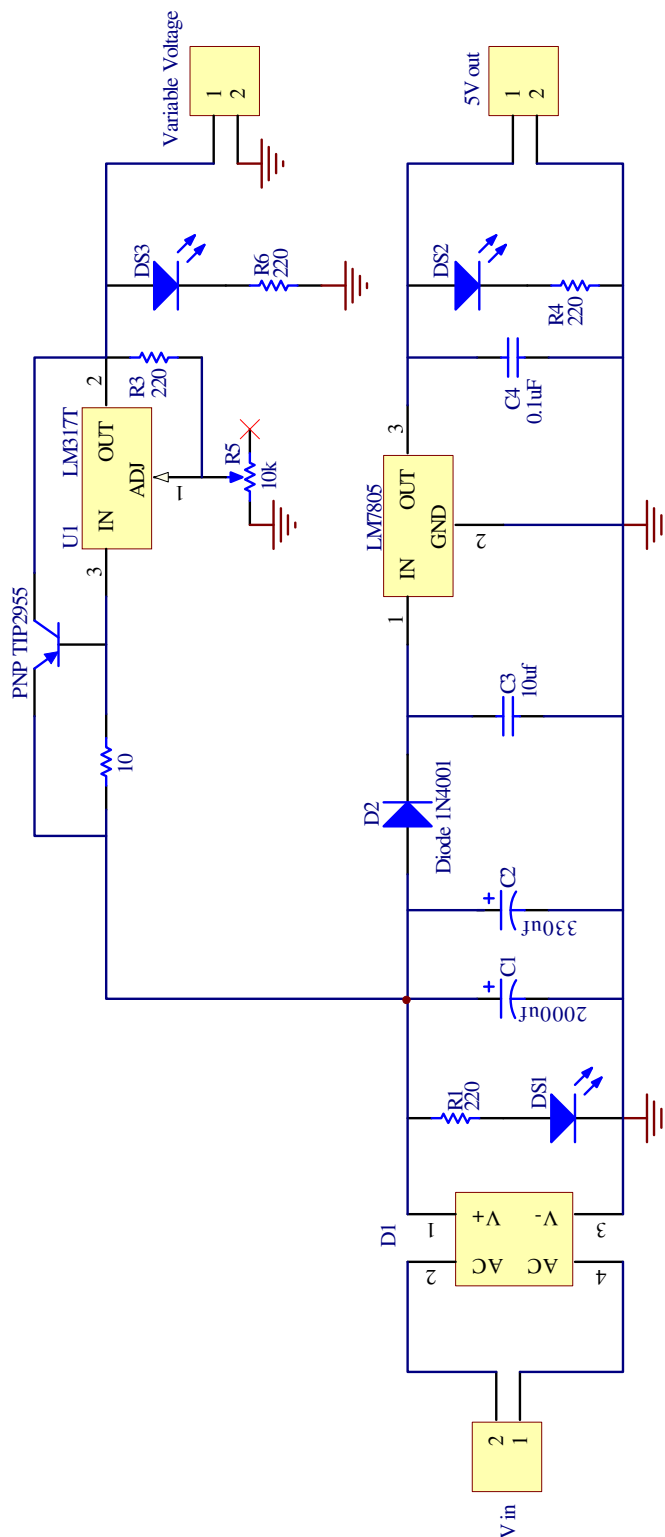 PNP TIP2955
10
3
U1
LM317T
IN
OUT
ADJ
2
1
R3
220
R5
10k
DS3
R6
220
Variable Voltage
1
2
V in
2
1
D1
2
1
AC
V+
AC
V-
4
3
R1
220
DS1
C1
2000uf
C2
330uf
D2
Diode 1N4001
C3
10uf
1
LM7805
IN
OUT
GND
3
2
C4
0.1uF
DS2
R4
220
5V out
1
2